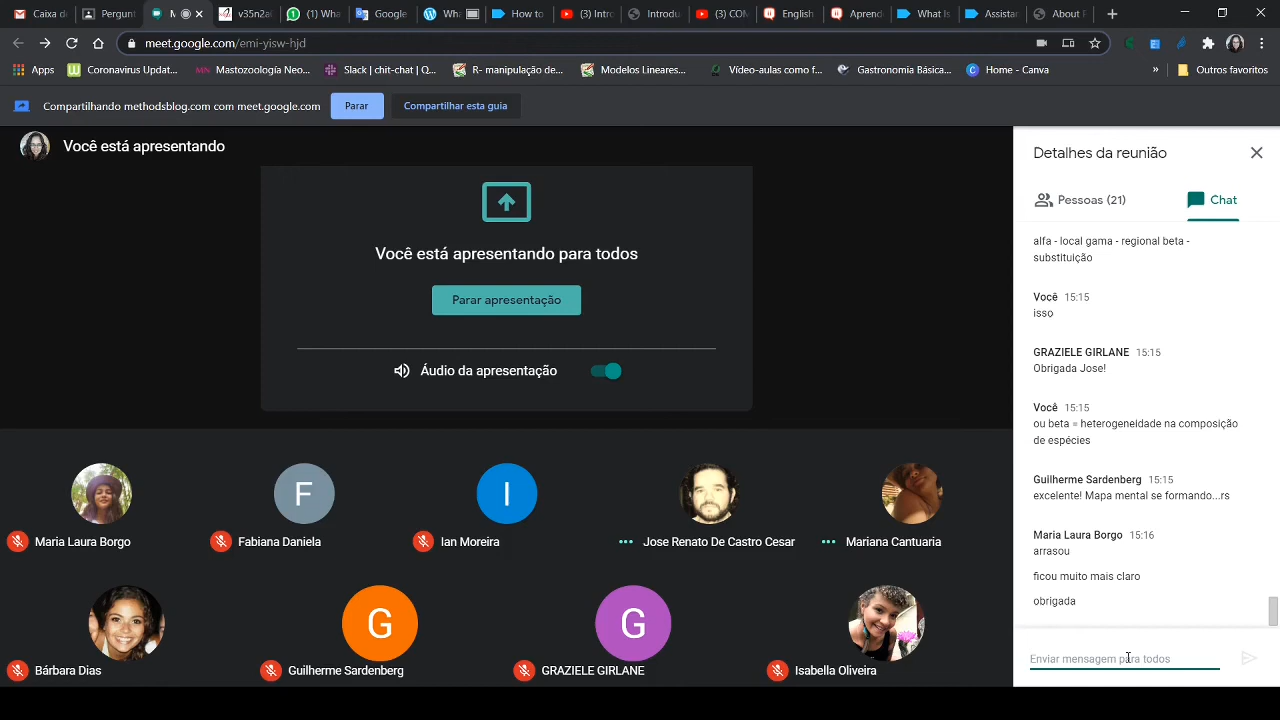 Caixa de
Pergunt
M
v35n2al
(1) Wha
Google
Wha
How to
(3) Intro
Introdu
(3) CON
English
Aprend
What Is
Assistar
About F
meet.google.com/emi-yisw-hjd
Apps
Coronavirus Updat...
Mastozoología Neo...
Slack | chit-chat | Q...
R- manipulação de...
Modelos Lineares...
Vídeo-aulas como f...
Gastronomia Básica...
Home - Canva
»
Outros favoritos
Compartilhando methodsblog.com com meet.google.com
Parar
Compartilhar esta guia
Você está apresentando
Você está apresentando para todos
Parar apresentação
Áudio da apresentação
Maria Laura Borgo
F
Fabiana Daniela
I
Ian Moreira
Jose Renato De Castro Cesar
Mariana Cantuaria
Bárbara Dias
G
Guilherme Sardenberg
G
GRAZIELE GIRLANE
Isabella Oliveira
Detalhes da reunião
Pessoas (21)
Chat
alfa - local gama - regional beta -
substituição
Você 15:15
isso
GRAZIELE GIRLANE 15:15
Obrigada Jose!
Você 15:15
ou beta = heterogeneidade na composição
de espécies
Guilherme Sardenberg 15:15
excelente! Mapa mental se formando...rs
Maria Laura Borgo 15:16
arrasou
ficou muito mais claro
obrigada
Enviar mensagem para todos